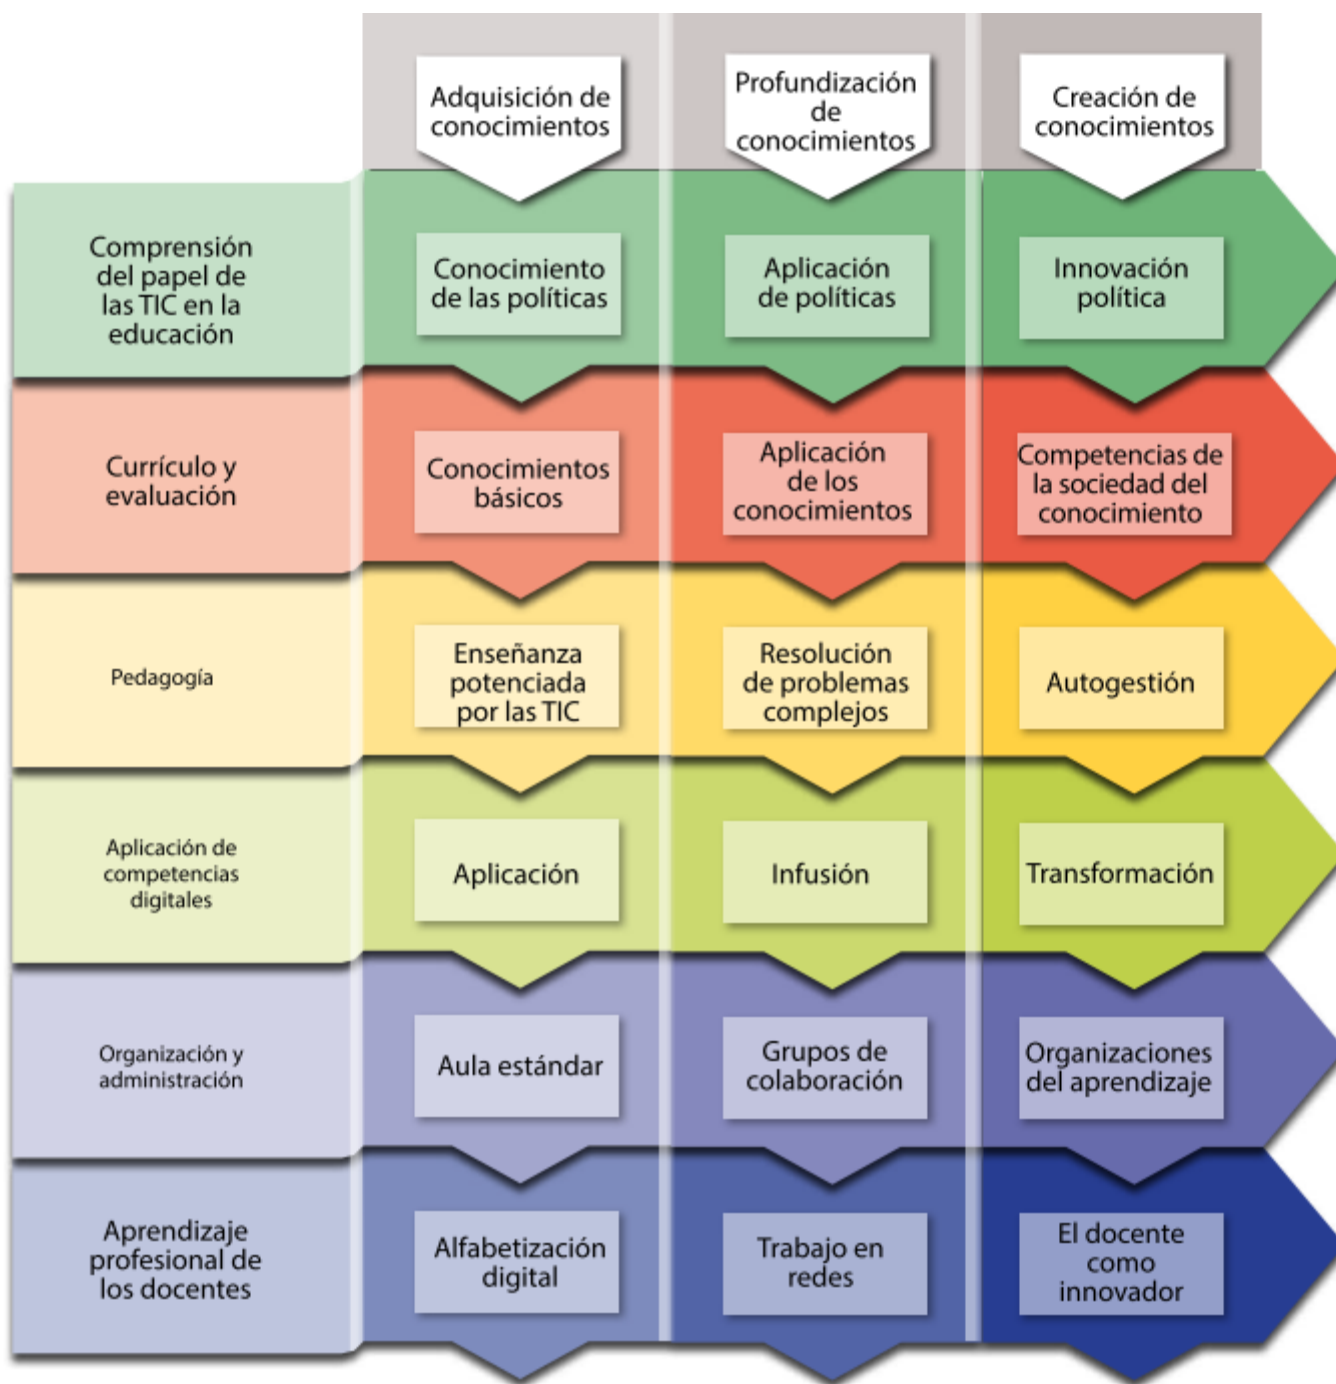 Adquisición de
conocimientos
Profundización
de
conocimientos
Creación de
conocimientos
Comprensión
del papel de
las TIC en la
educación
Conocimiento
de las políticas
Aplicación
de políticas
Innovación
política
Currículo y
evaluación
Conocimientos
básicos
Aplicación
de los
conocimientos
Competencias de
la sociedad del
conocimiento
Pedagogía
Enseñanza
potenciada
por las TIC
Resolución
de problemas
complejos
Autogestión
Aplicación de
competencias
digitales
Aplicación
Infusión
Transformación
Organización y
administración
Aula estándar
Grupos de
colaboración
Organizaciones
del aprendizaje
Aprendizaje
profesional de
los docentes
Alfabetización
digital
Trabajo en
redes
El docente
como
innovador